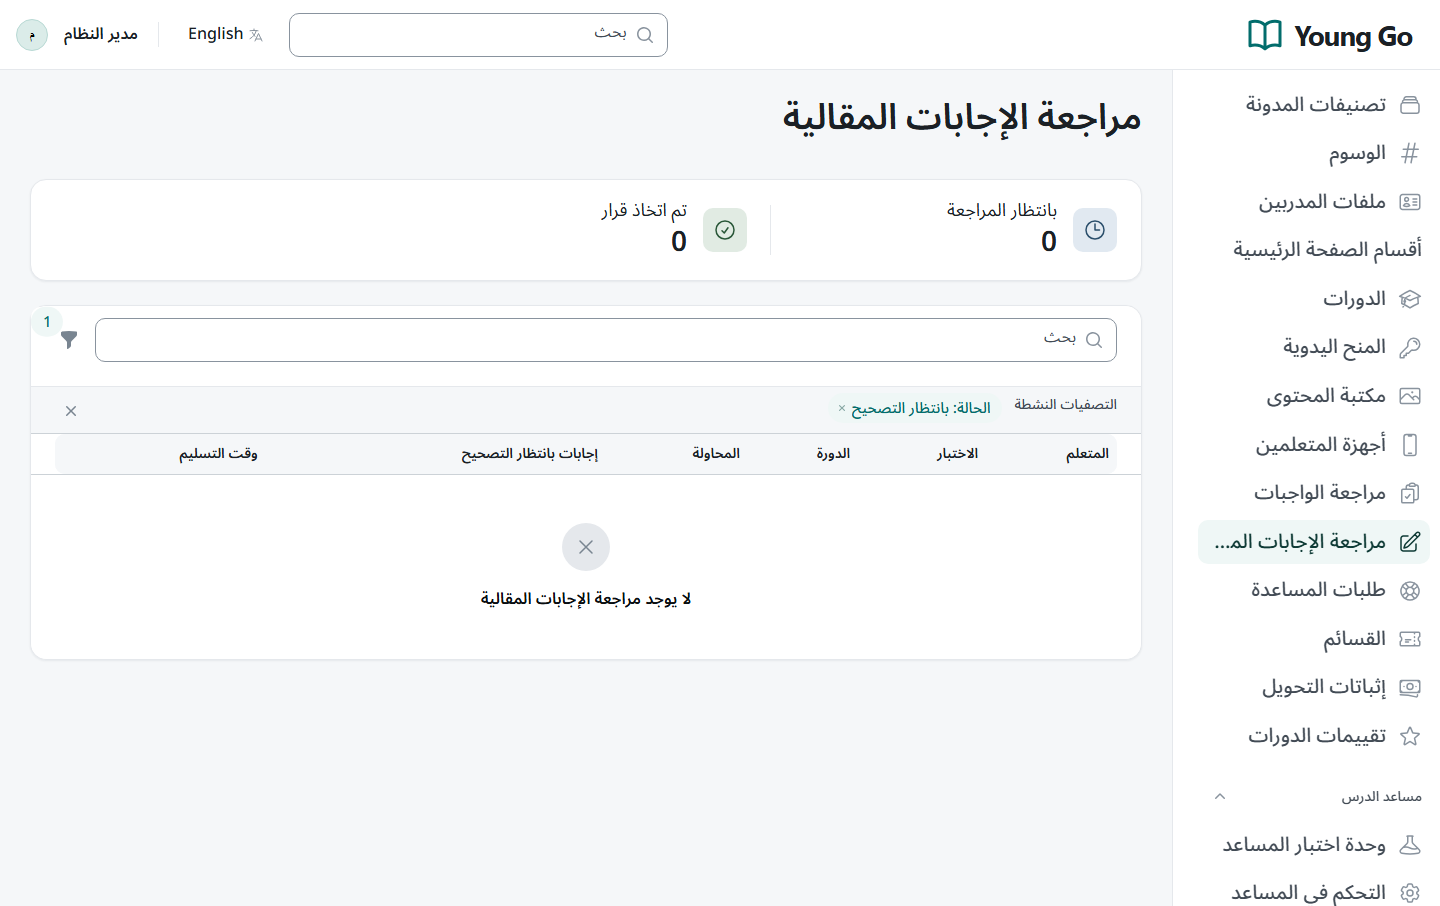 Young Go
بحث
English
مدير النظام
م
تصنيفات المدونة
الوسوم
ملفات المدربين
أقسام الصفحة الرئيسية
الدورات
المنح اليدوية
مكتبة المحتوى
أجهزة المتعلمين
مراجعة الواجبات
مراجعة الإجابات المـ...
طلبات المساعدة
القسائم
إثباتات التحويل
تقييمات الدورات
مساعد الدرس
وحدة اختبار المساعد
التحكم في المساعد
مراجعة الإجابات المقالية
بانتظار المراجعة
0
تم اتخاذ قرار
0
بحث
1
التصفيات النشطة
الحالة: بانتظار التصحيح
المتعلم الاختبار الدورة المحاولة إجابات بانتظار التصحيح وقت التسليم
لا يوجد مراجعة الإجابات المقالية